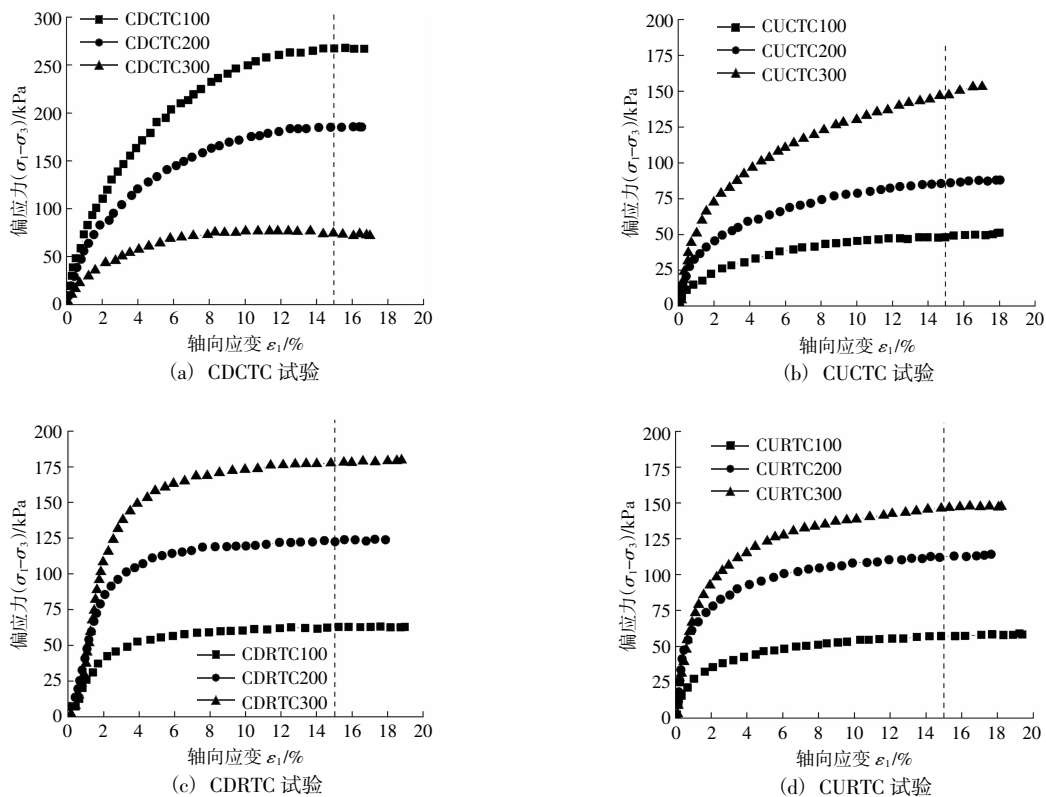 300
250
200
150
100
50
0
偏应力(σ₁–σ₃)/kPa
CDCTC100
CDCTC200
CDCTC300
0 2 4 6 8 10 12 14 16 18 20
轴向应变 ε₁/%
(a) CDCTC 试验
200
175
150
125
100
75
50
25
0
偏应力(σ₁–σ₃)/kPa
CUCTC100
CUCTC200
CUCTC300
0 2 4 6 8 10 12 14 16 18 20
轴向应变 ε₁/%
(b) CUCTC 试验
200
175
150
125
100
75
50
25
0
偏应力(σ₁–σ₃)/kPa
CDRTC100
CDRTC200
CDRTC300
0 2 4 6 8 10 12 14 16 18 20
轴向应变 ε₁/%
(c) CDRTC 试验
200
175
150
125
100
75
50
25
0
偏应力(σ₁–σ₃)/kPa
CURTC100
CURTC200
CURTC300
0 2 4 6 8 10 12 14 16 18 20
轴向应变 ε₁/%
(d) CURTC 试验